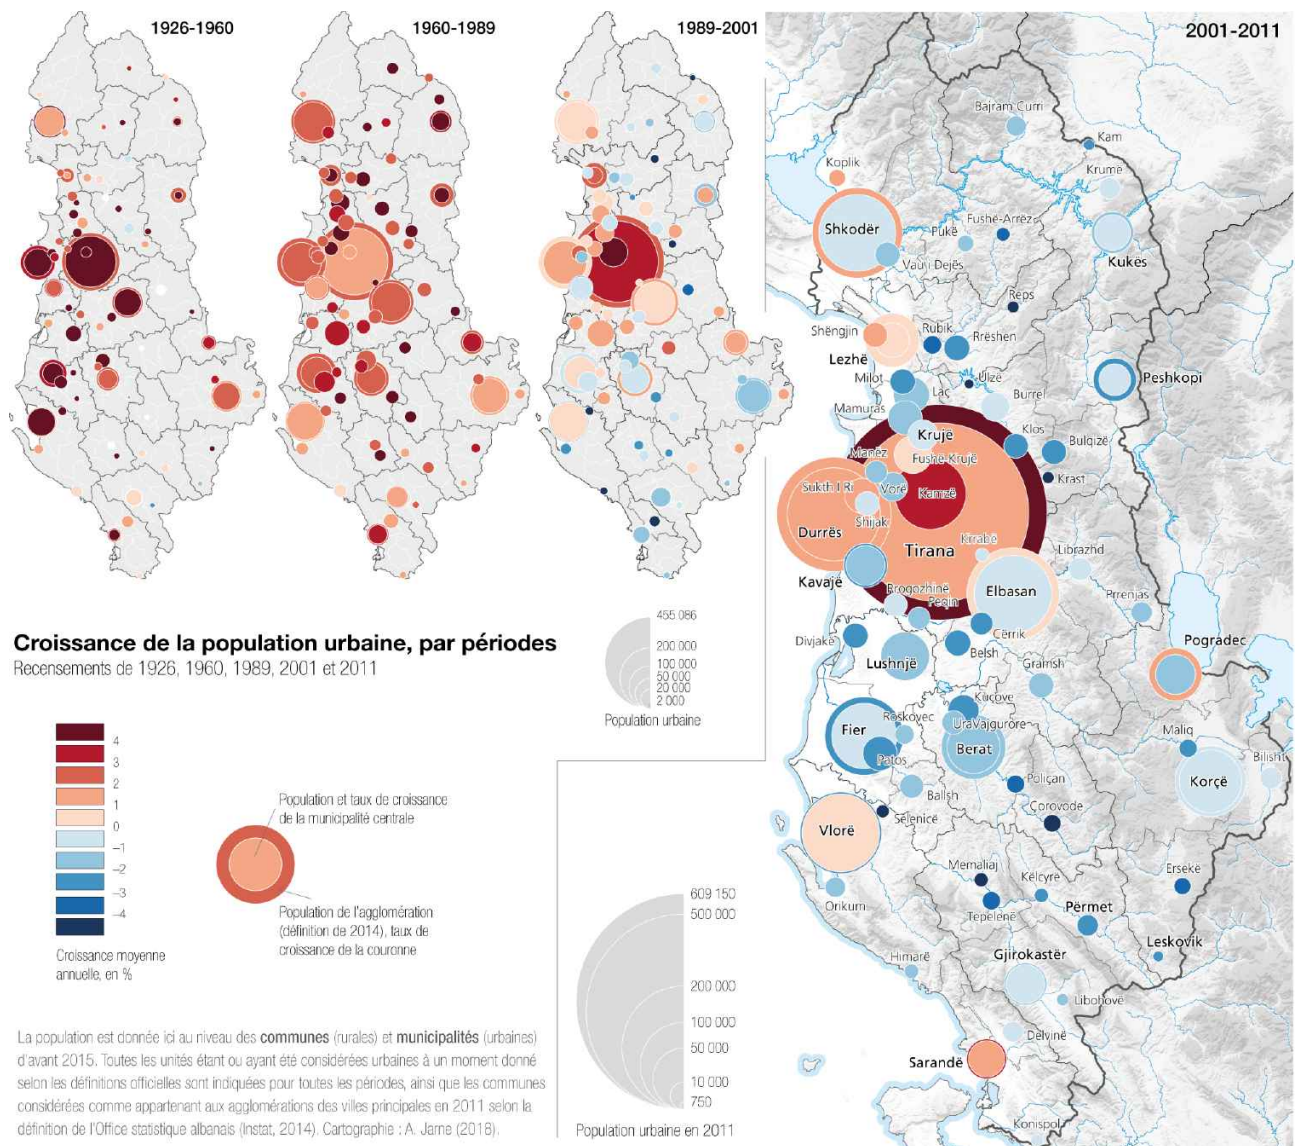 1926-1960
1960-1989
1989-2001
2001-2011
Bajram Curri
Kam
Koplik
Krumë
Shkodër
Fushë-Arrëz
Pukë
Vau i Dejës
Kukës
Reps
Shëngjin
Rubik
Rrëshen
Lezhë
Milot
Ulzë
Peshkopi
Laç
Burrel
Mamuras
Krujë
Klos
Bulqizë
Manëz
Fushë-Krujë
Krast
Sukth I Ri
Vorë
Kamzë
Shijak
Durrës
Tirana
Krrabë
Librazhd
Kavajë
Elbasan
Rrogozhinë
Peqin
Prrenjas
Cërrik
Divjakë
Belsh
Pogradec
Lushnjë
Gramsh
Kuçovë
Roskovec
UraVajgurore
Fier
Berat
Maliq
Bilisht
Patos
Poliçan
Korçë
Ballsh
Çorovodë
Selenicë
Vlorë
Memaliaj
Këlcyrë
Ersekë
Orikum
Tepelenë
Përmet
Leskovik
Gjirokastër
Himarë
Libohovë
Delvinë
Sarandë
Konispol
Croissance de la population urbaine, par périodes
Recensements de 1926, 1960, 1989, 2001 et 2011
455 086
200 000
100 000
50 000
20 000
2 000
Population urbaine
4
3
2
1
0
–1
–2
–3
–4
Croissance moyenne
annuelle, en %
Population et taux de croissance
de la municipalité centrale
Population de l'agglomération
(définition de 2014), taux de
croissance de la couronne
609 150
500 000
200 000
100 000
50 000
10 000
750
Population urbaine en 2011
La population est donnée ici au niveau des communes (rurales) et municipalités (urbaines)
d'avant 2015. Toutes les unités étant ou ayant été considérées urbaines à un moment donné
selon les définitions officielles sont indiquées pour toutes les périodes, ainsi que les communes
considérées comme appartenant aux agglomérations des villes principales en 2011 selon la
définition de l'Office statistique albanais (Instat, 2014). Cartographie : A. Jarne (2018).